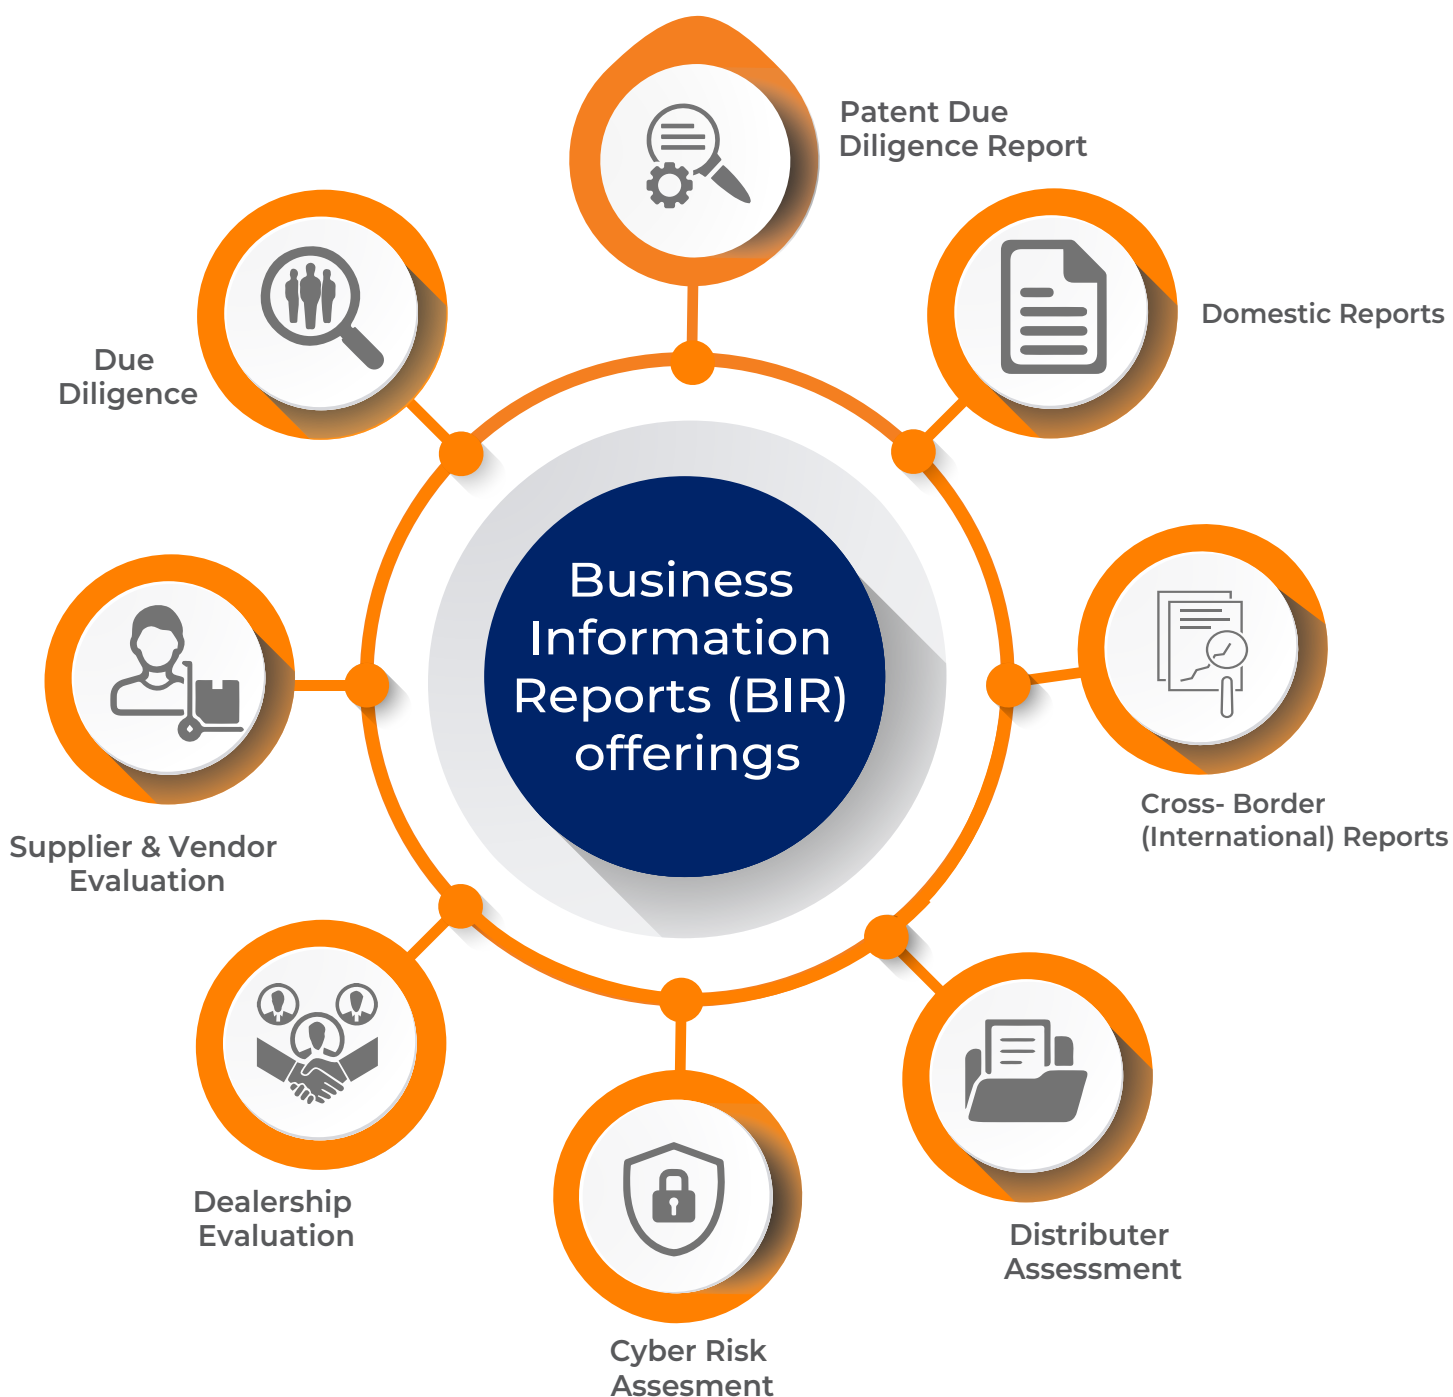 Patent Due
Diligence Report
Domestic Reports
Due
Diligence
Business
Information
Reports (BIR)
offerings
Cross- Border
(International) Reports
Supplier & Vendor
Evaluation
Dealership
Evaluation
Distributer
Assessment
Cyber Risk
Assesment